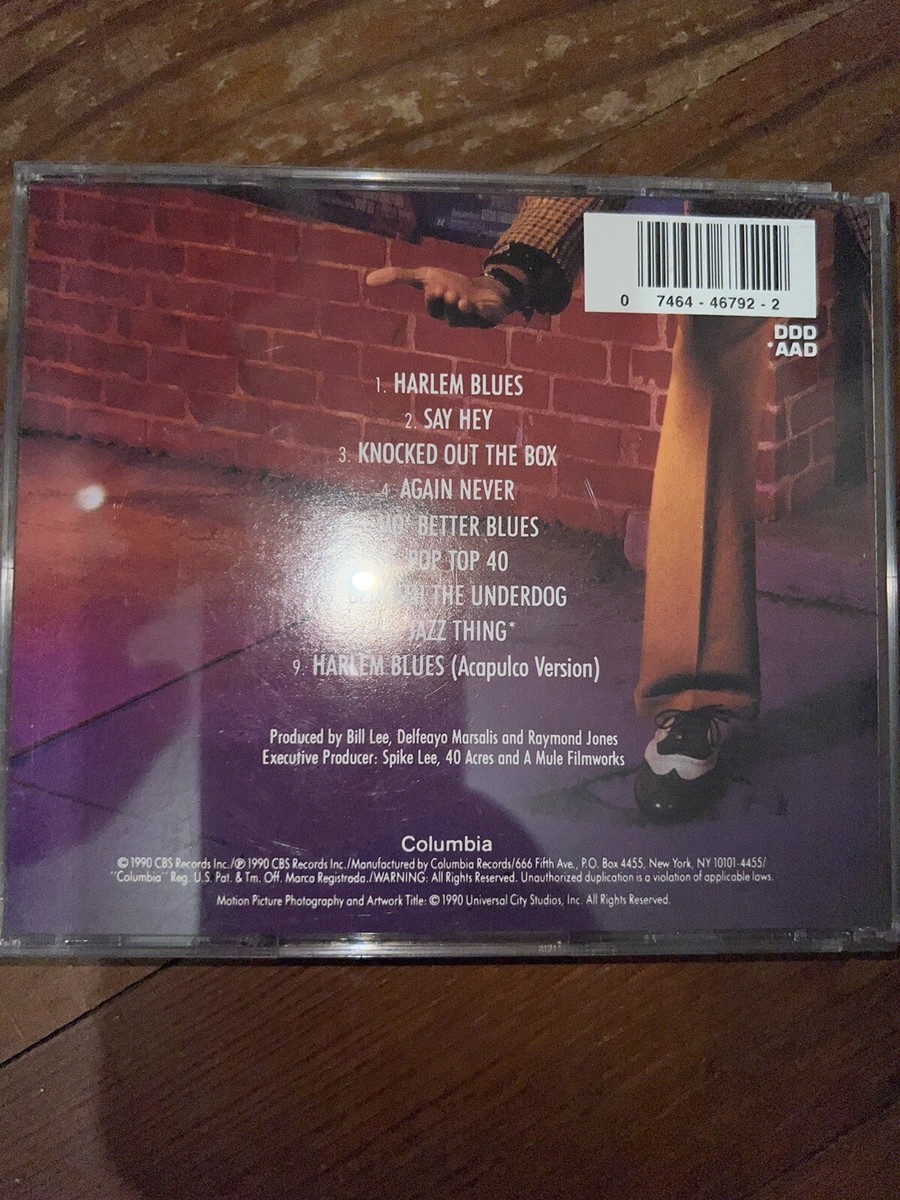 0 7464 - 46792 - 2
DDD
*AAD
1. HARLEM BLUES
2. SAY HEY
3. KNOCKED OUT THE BOX
4. AGAIN NEVER
BETTER BLUES
POP TOP 40
THE UNDERDOG
JAZZ THING*
9. HARLEM BLUES (Acapulco Version)
Produced by Bill Lee, Delfeayo Marsalis and Raymond Jones
Executive Producer: Spike Lee, 40 Acres and A Mule Filmworks
Columbia
© 1990 CBS Records Inc./℗ 1990 CBS Records Inc./Manufactured by Columbia Records/666 Fifth Ave., P.O. Box 4455, New York, NY 10101-4455/
"Columbia" Reg. U.S. Pat. & Tm. Off. Marca Registrada./WARNING: All Rights Reserved. Unauthorized duplication is a violation of applicable laws.
Motion Picture Photography and Artwork Title: © 1990 Universal City Studios, Inc. All Rights Reserved.